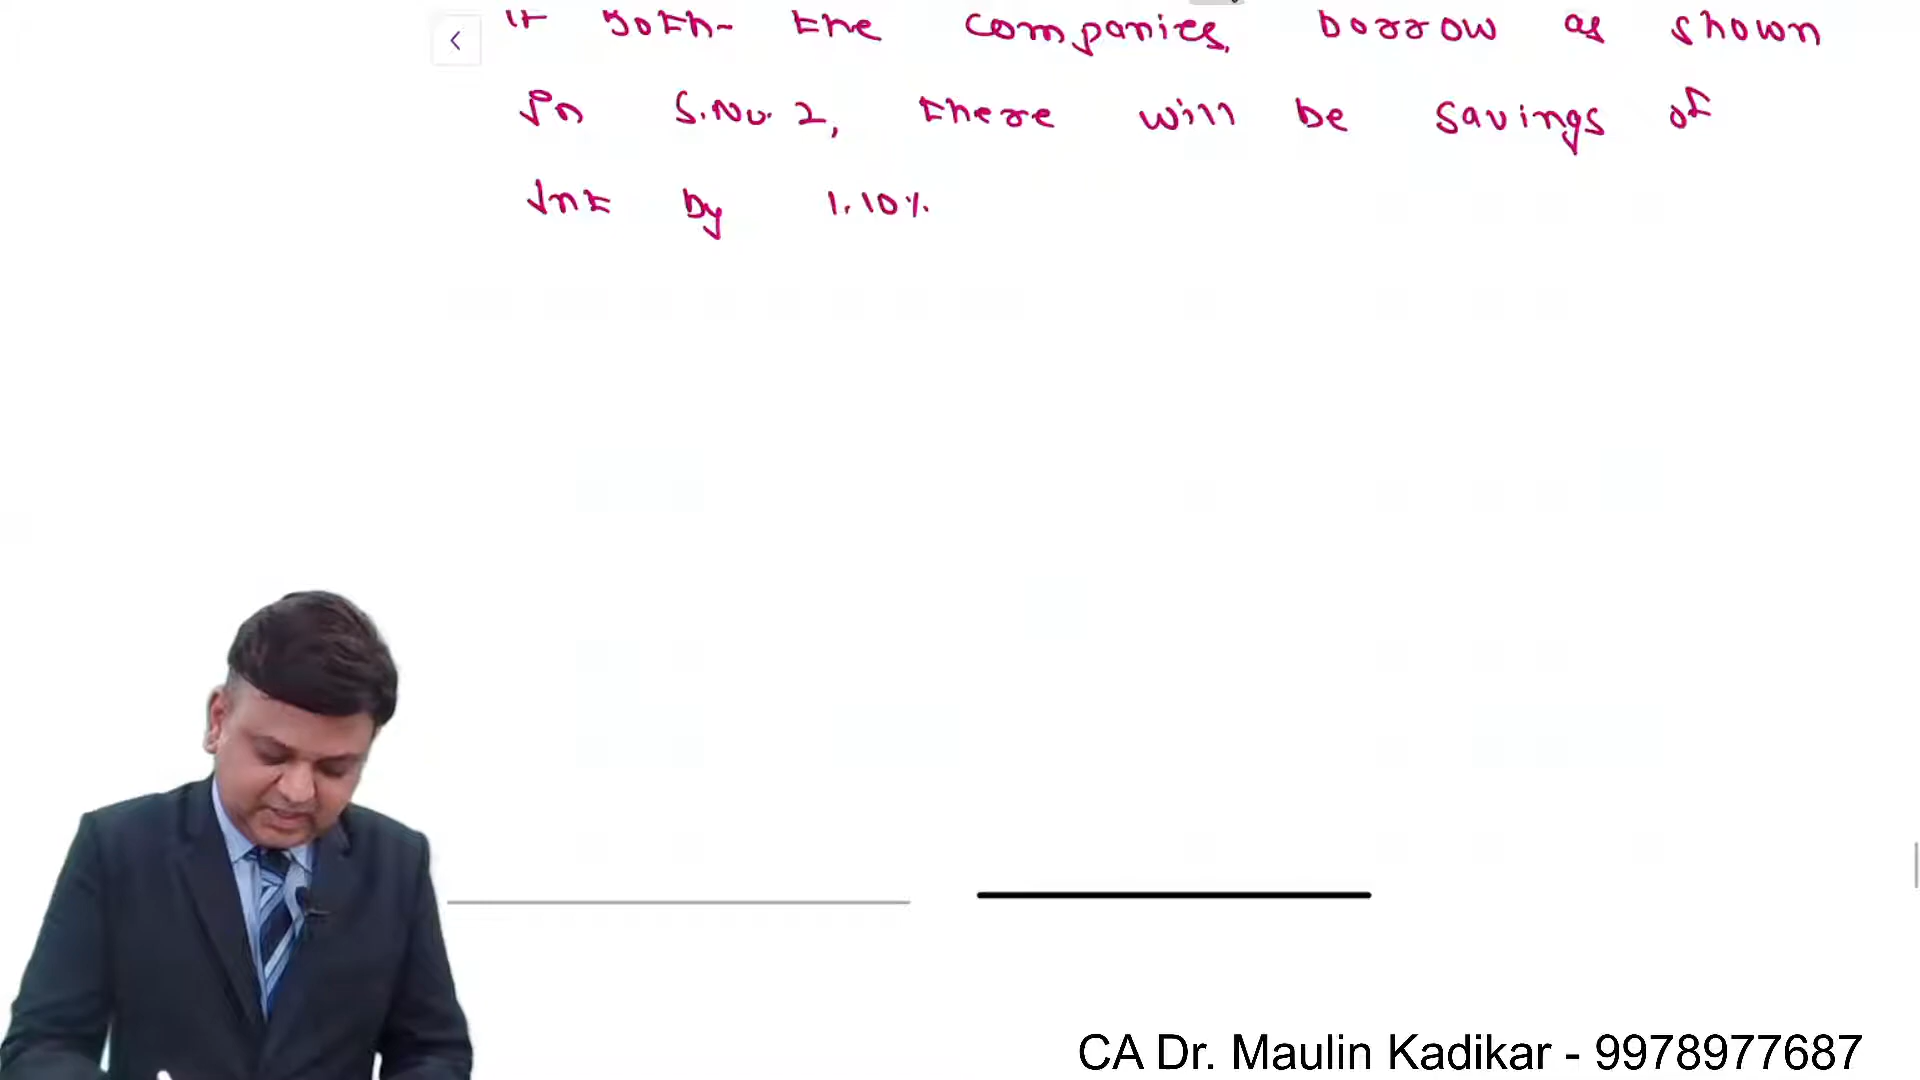 If both the companies borrow as shown
In S.No. 2, there will be savings of
Int by 1.10%
CA Dr. Maulin Kadikar - 9978977687